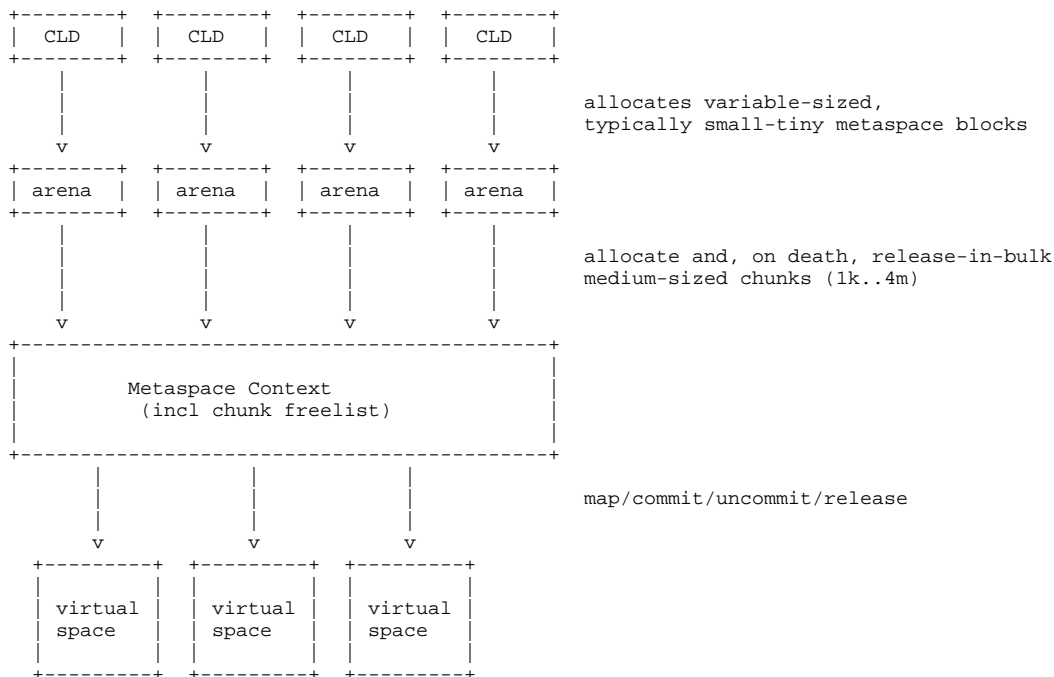 CLD CLD CLD CLD
allocates variable-sized,
typically small-tiny metaspace blocks
arena arena arena arena
allocate and, on death, release-in-bulk
medium-sized chunks (1k..4m)
Metaspace Context
(incl chunk freelist)
map/commit/uncommit/release
virtual virtual virtual
space space space